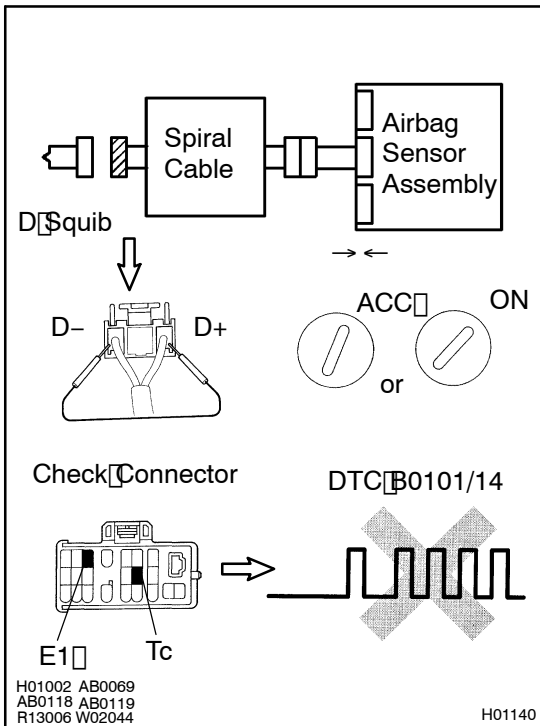 Spiral
Cable
Airbag
Sensor
Assembly
D▯Squib
D− D+
ACC▯ ON
or
Check▯Connector
DTC▯B0101/14
E1▯ Tc
H01002 AB0069
AB0118 AB0119
R13006 W02044
H01140